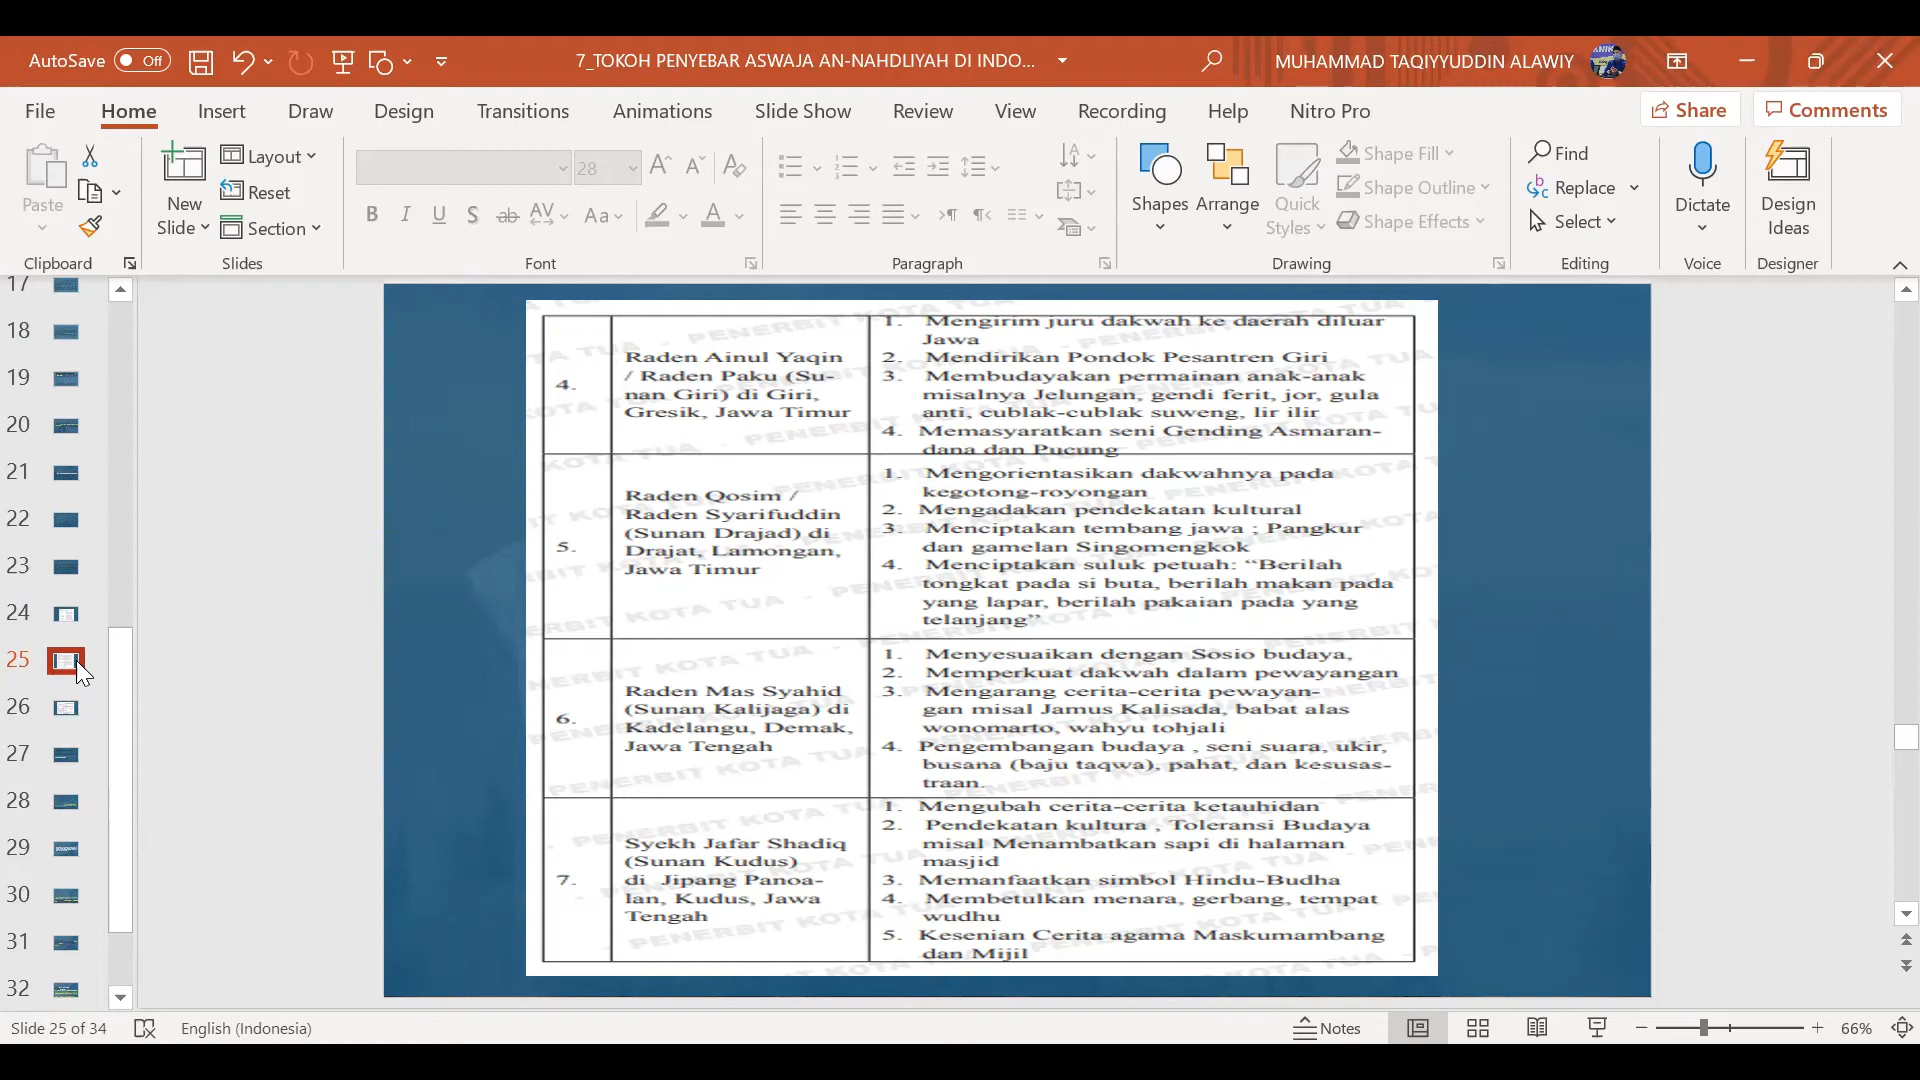 AutoSave Off 7_TOKOH PENYEBAR ASWAJA AN-NAHDLIYAH DI INDO... MUHAMMAD TAQIYYUDDIN ALAWIY
File Home Insert Draw Design Transitions Animations Slide Show Review View Recording Help Nitro Pro Share Comments
Paste
New Slide
Layout
Reset
Section
28
Shapes
Arrange
Quick Styles
Shape Fill
Shape Outline
Shape Effects
Find
Replace
Select
Dictate
Design Ideas
Clipboard Slides Font Paragraph Drawing Editing Voice Designer
17
18
19
20
21
22
23
24
25
26
27
28
29
30
31
32
4.
Raden Ainul Yaqin
/ Raden Paku (Su-
nan Giri) di Giri,
Gresik, Jawa Timur
1. Mengirim juru dakwah ke daerah diluar
Jawa
2. Mendirikan Pondok Pesantren Giri
3. Membudayakan permainan anak-anak
misalnya Jelungan, gendi ferit, jor, gula
anti, cublak-cublak suweng, lir ilir
4. Memasyaratkan seni Gending Asmaran-
dana dan Pucung
5.
Raden Qosim /
Raden Syarifuddin
(Sunan Drajad) di
Drajat, Lamongan,
Jawa Timur
1. Mengorientasikan dakwahnya pada
kegotong-royongan
2. Mengadakan pendekatan kultural
3. Menciptakan tembang jawa ; Pangkur
dan gamelan Singomengkok
4. Menciptakan suluk petuah: “Berilah
tongkat pada si buta, berilah makan pada
yang lapar, berilah pakaian pada yang
telanjang”
6.
Raden Mas Syahid
(Sunan Kalijaga) di
Kadelangu, Demak,
Jawa Tengah
1. Menyesuaikan dengan Sosio budaya,
2. Memperkuat dakwah dalam pewayangan
3. Mengarang cerita-cerita pewayan-
gan misal Jamus Kalisada, babat alas
wonomarto, wahyu tohjali
4. Pengembangan budaya , seni suara, ukir,
busana (baju taqwa), pahat, dan kesusas-
traan.
7.
Syekh Jafar Shadiq
(Sunan Kudus)
di Jipang Panoa-
lan, Kudus, Jawa
Tengah
1. Mengubah cerita-cerita ketauhidan
2. Pendekatan kultura , Toleransi Budaya
misal Menambatkan sapi di halaman
masjid
3. Memanfaatkan simbol Hindu-Budha
4. Membetulkan menara, gerbang, tempat
wudhu
5. Kesenian Cerita agama Maskumambang
dan Mijil
PENERBIT KOTA TUA
Slide 25 of 34 English (Indonesia) Notes 66%